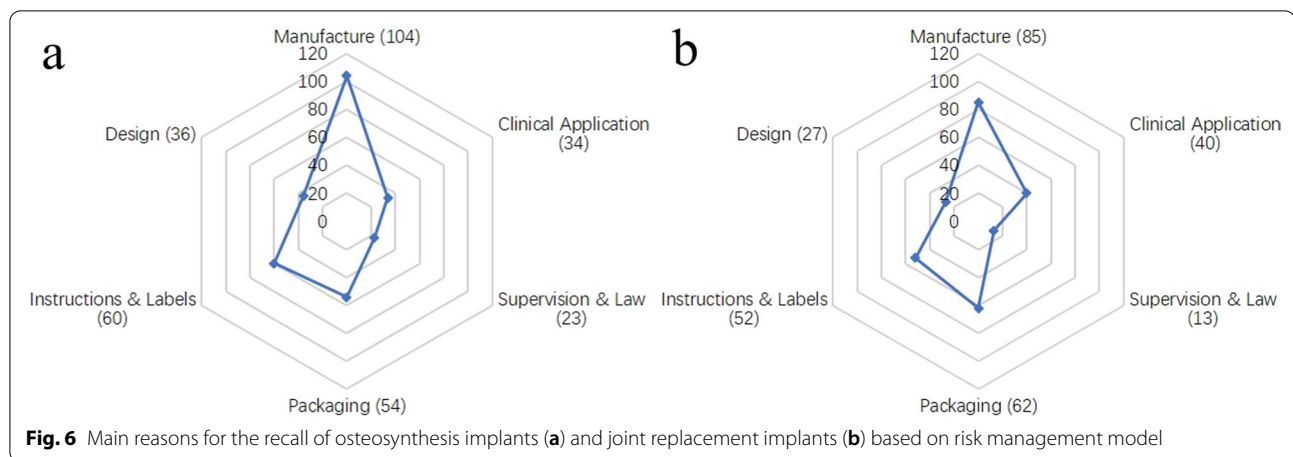 a
Manufacture (104)
120
100
80
60
40
20
0
Design (36)
Clinical Application
(34)
Instructions & Labels
(60)
Supervision & Law
(23)
Packaging (54)
b
Manufacture (85)
120
100
80
60
40
20
0
Design (27)
Clinical Application
(40)
Instructions & Labels
(52)
Supervision & Law
(13)
Packaging (62)
Fig. 6 Main reasons for the recall of osteosynthesis implants (a) and joint replacement implants (b) based on risk management model